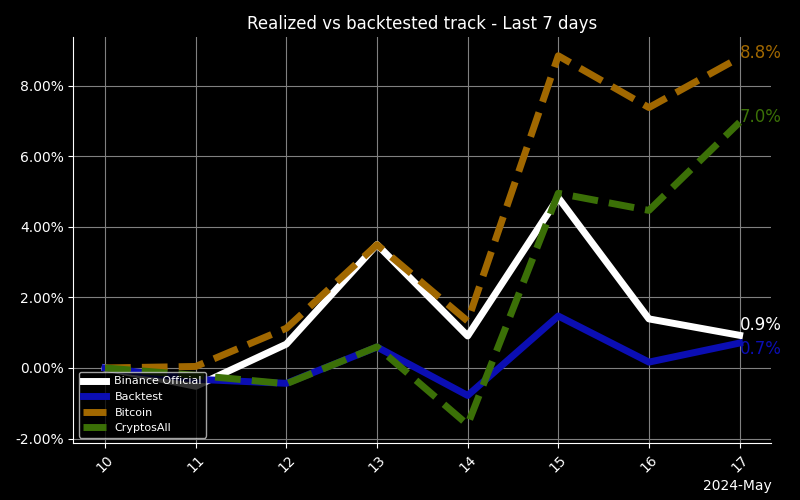 Realized vs backtested track - Last 7 days
8.8%
8.00%
7.0%
6.00%
4.00%
2.00%
0.9%
0.7%
0.00%
Binance Official
Backtest
Bitcoin
CryptosAll
-2.00%
10 11 12 13 14 15 16 17
2024-May